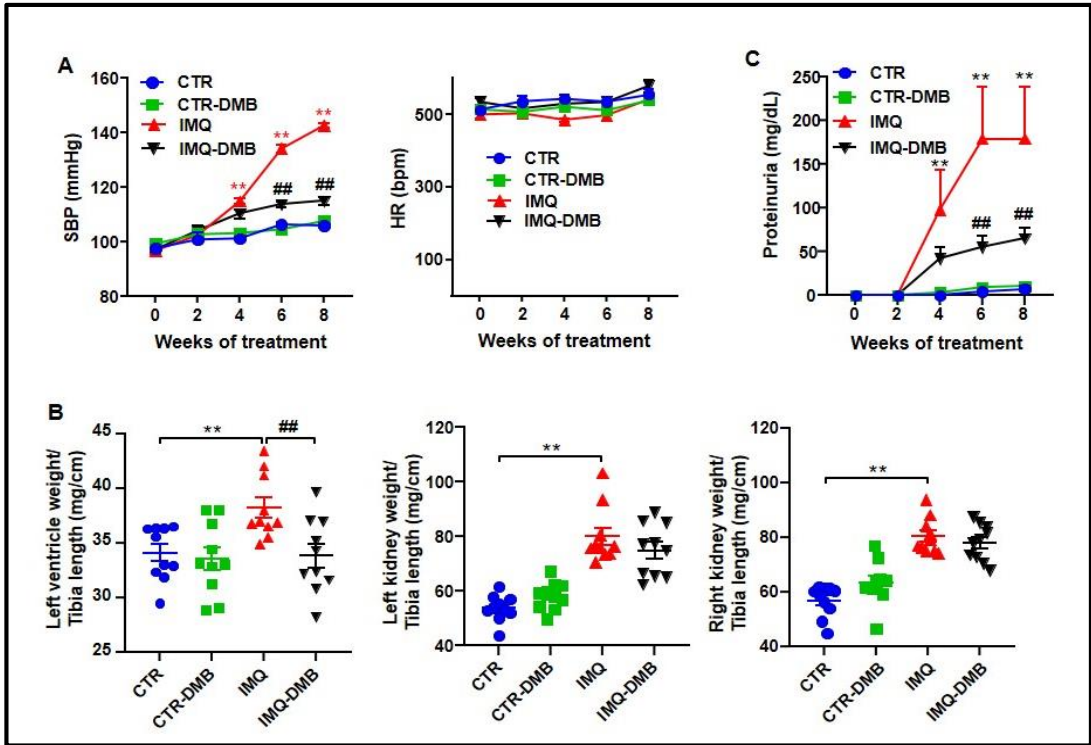 A
SBP (mmHg)
160
140
120
100
80
CTR
CTR-DMB
IMQ
IMQ-DMB
**
**
**
##
##
0 2 4 6 8
Weeks of treatment
HR (bpm)
500
300
100
CTR
CTR-DMB
IMQ
IMQ-DMB
0 2 4 6 8
Weeks of treatment
C
Proteinuria (mg/dL)
250
200
150
100
50
0
CTR
CTR-DMB
IMQ
IMQ-DMB
**
**
**
##
##
0 2 4 6 8
Weeks of treatment
B
Left ventricle weight/
Tibia length (mg/cm)
45
40
35
30
25
**
##
CTR
CTR-DMB
IMQ
IMQ-DMB
Left kidney weight/
Tibia length (mg/cm)
120
100
80
60
40
**
CTR
CTR-DMB
IMQ
IMQ-DMB
Right kidney weight/
Tibia length (mg/cm)
120
100
80
60
40
**
CTR
CTR-DMB
IMQ
IMQ-DMB